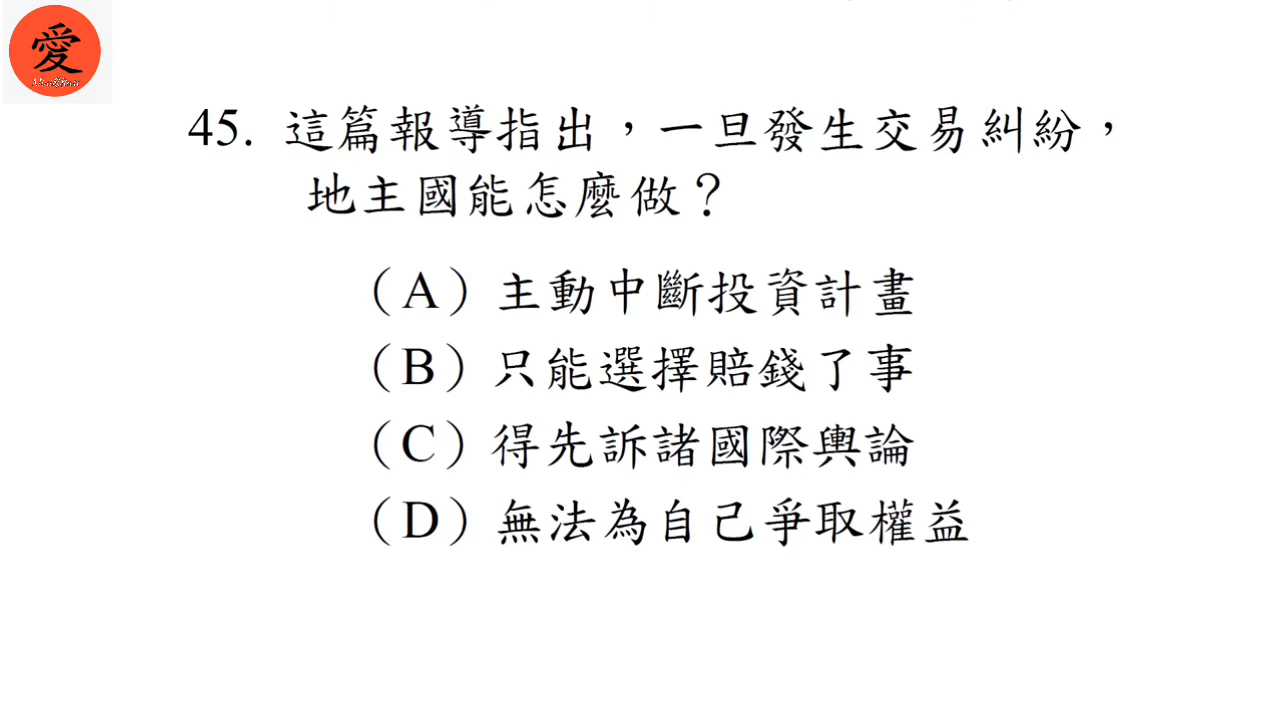 愛
45. 這篇報導指出，一旦發生交易糾紛，
地主國能怎麼做？
（A）主動中斷投資計畫
（B）只能選擇賠錢了事
（C）得先訴諸國際輿論
（D）無法為自己爭取權益